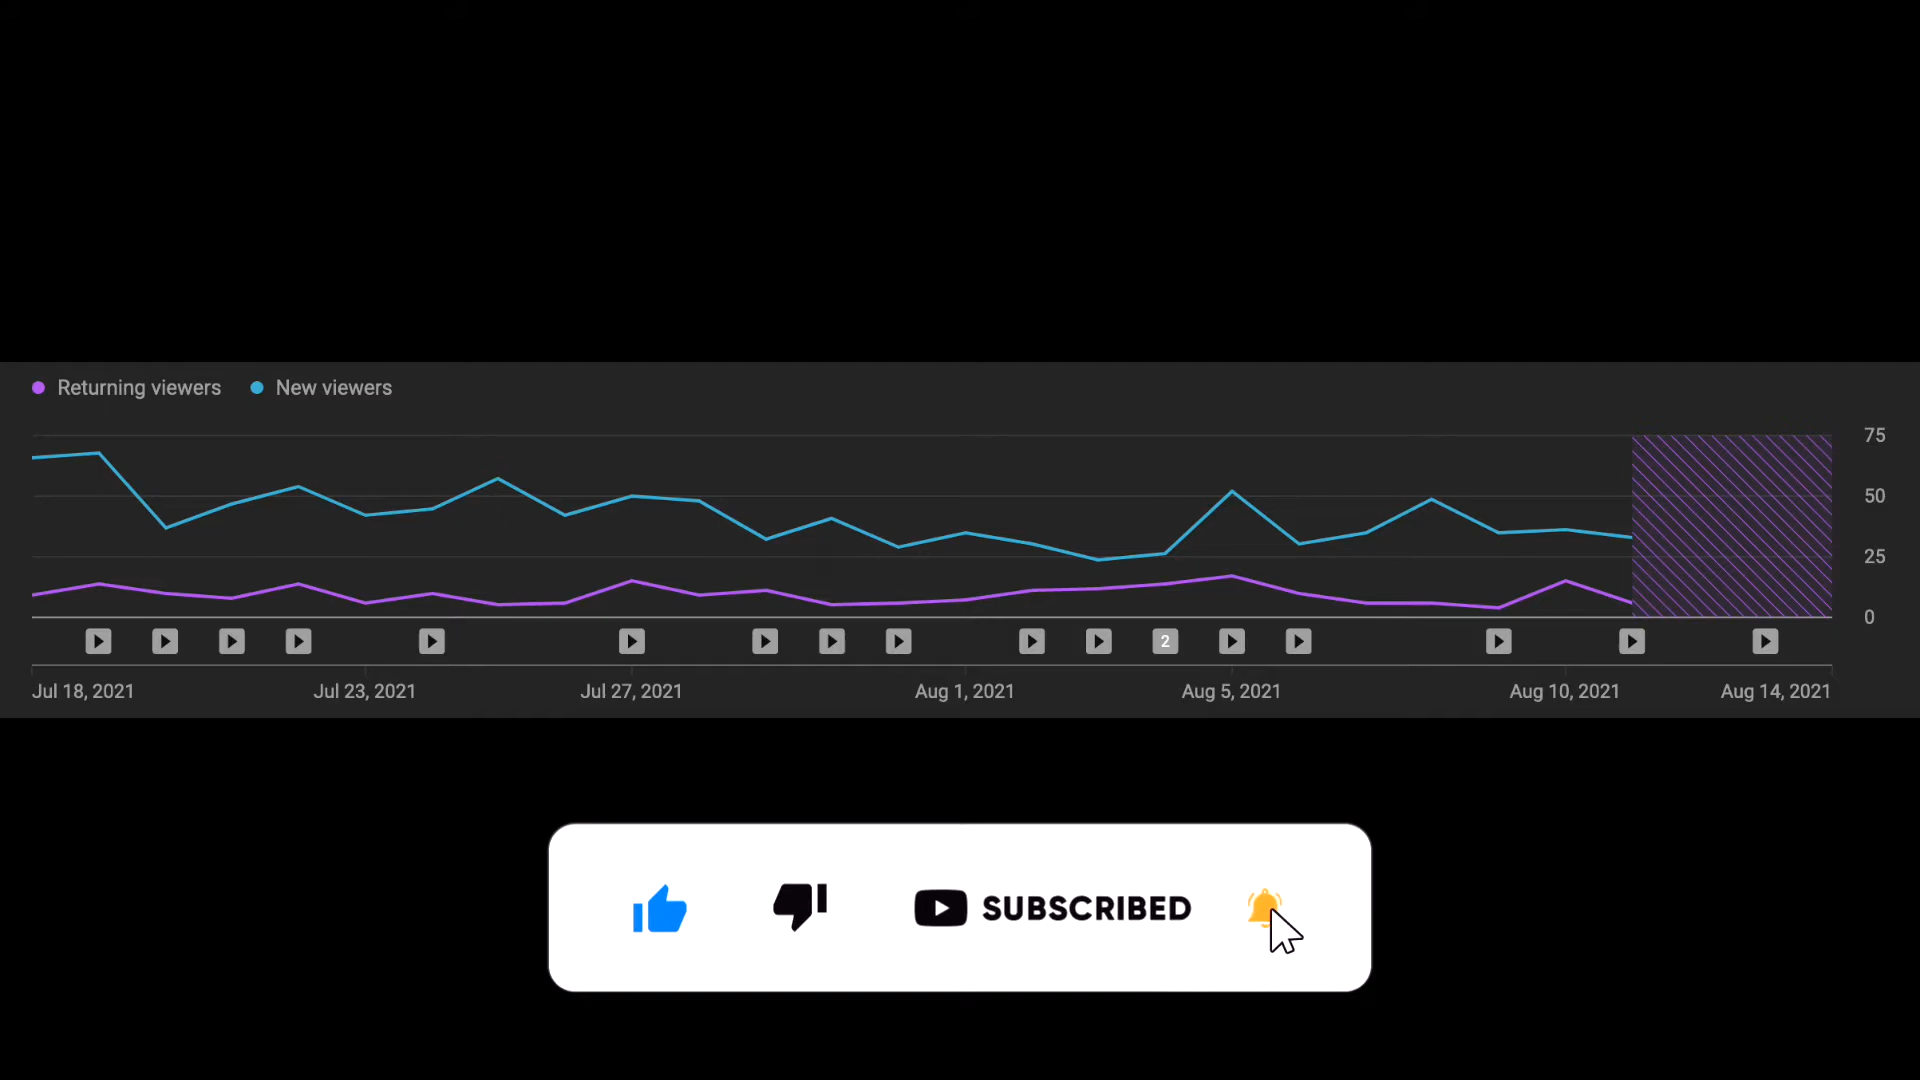 Returning viewers New viewers
75
50
25
0
2
Jul 18, 2021 Jul 23, 2021 Jul 27, 2021 Aug 1, 2021 Aug 5, 2021 Aug 10, 2021 Aug 14, 2021
SUBSCRIBED